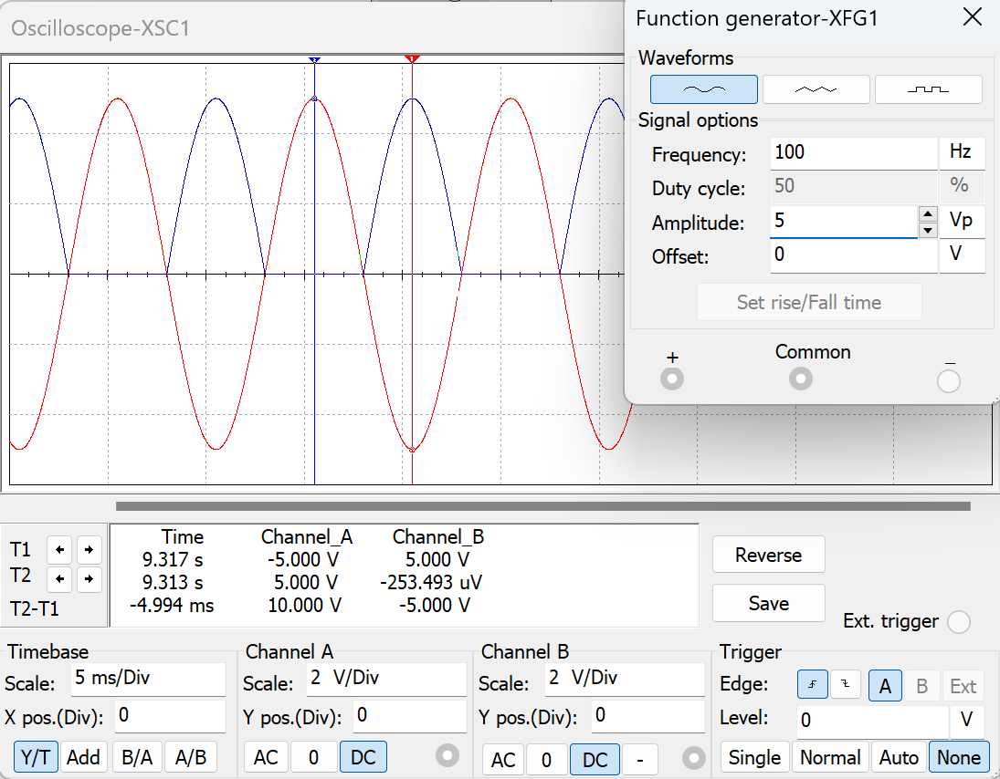 Oscilloscope-XSC1
2
1
Function generator-XFG1
Waveforms
Signal options
Frequency: 100 Hz
Duty cycle: 50 %
Amplitude: 5 Vp
Offset: 0 V
Set rise/Fall time
+ Common –
Time Channel_A Channel_B
T1 9.317 s -5.000 V 5.000 V
T2 9.313 s 5.000 V -253.493 uV
T2-T1 -4.994 ms 10.000 V -5.000 V
Reverse
Save
Ext. trigger
Timebase
Scale: 5 ms/Div
X pos.(Div): 0
Y/T Add B/A A/B
Channel A
Scale: 2 V/Div
Y pos.(Div): 0
AC 0 DC
Channel B
Scale: 2 V/Div
Y pos.(Div): 0
AC 0 DC -
Trigger
Edge: A B Ext
Level: 0 V
Single Normal Auto None